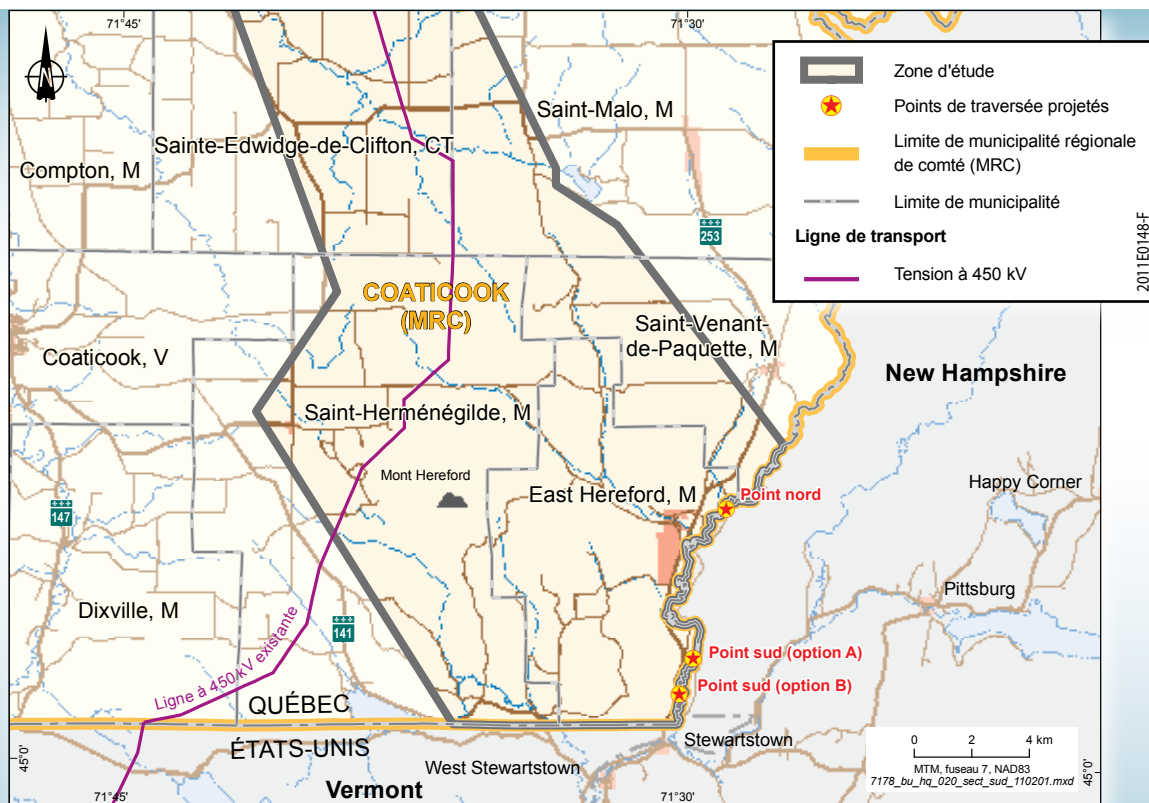 71°45'
71°30'
Zone d'étude
Points de traversée projetés
Limite de municipalité régionale
de comté (MRC)
Limite de municipalité
Ligne de transport
Tension à 450 kV
2011E0148-F
Saint-Malo, M
Sainte-Edwidge-de-Clifton, CT
Compton, M
253
COATICOOK
(MRC)
Saint-Venant-
de-Paquette, M
Coaticook, V
New Hampshire
Saint-Herménégilde, M
Mont Hereford
Happy Corner
East Hereford, M
Point nord
147
Pittsburg
Dixville, M
141
Ligne à 450 kV existante
Point sud (option A)
Point sud (option B)
QUÉBEC
ÉTATS-UNIS
Stewartstown
West Stewartstown
Vermont
0 2 4 km
MTM, fuseau 7, NAD83
7178_bu_hq_020_sect_sud_110201.mxd
45°0'
45°0'
71°45'
71°30'